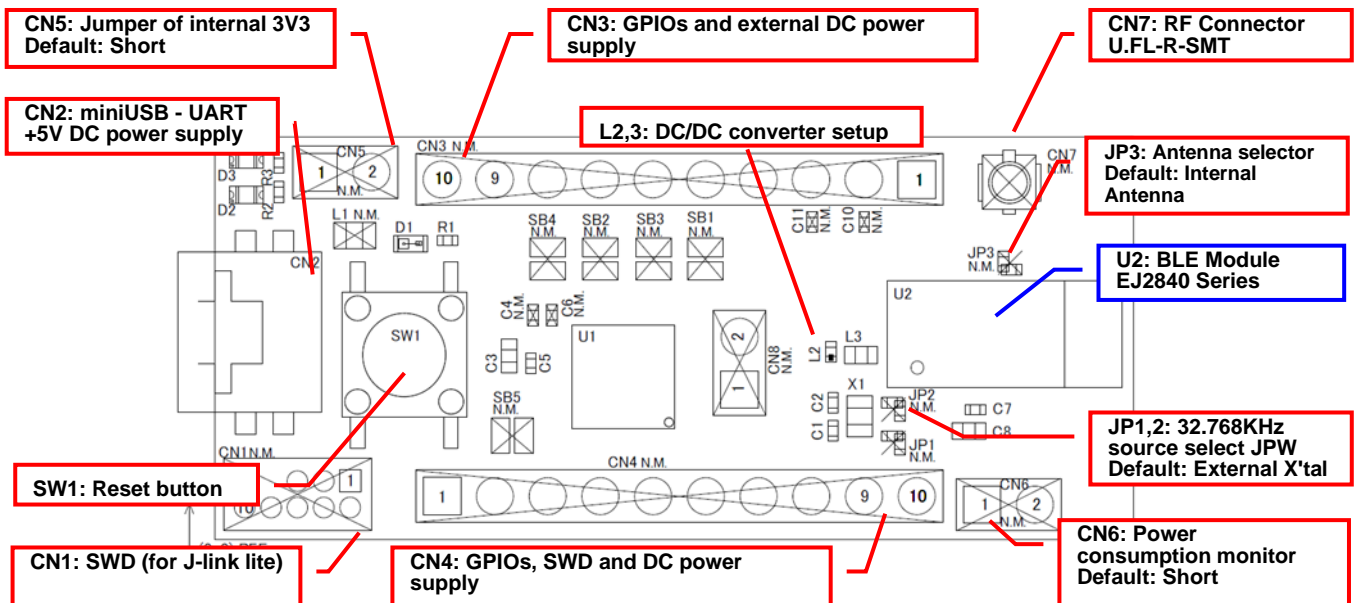 CN5: Jumper of internal 3V3
Default: Short
CN3: GPIOs and external DC power
supply
CN7: RF Connector
U.FL-R-SMT
CN2: miniUSB - UART
+5V DC power supply
L2,3: DC/DC converter setup
JP3: Antenna selector
Default: Internal
Antenna
U2: BLE Module
EJ2840 Series
CN5
1
2
N.M.
CN3 N.M.
10
9
1
CN7
N.M.
D3
R3
D2
R2
L1 N.M.
D1
R1
SB4
N.M.
SB2
N.M.
SB3
N.M.
SB1
N.M.
C11
N.M.
C10
N.M.
JP3
N.M.
CN2
U2
SW1
C4
N.M.
C6
N.M.
C3
C5
U1
2
1
CN8
N.M.
L2
L3
SB5
N.M.
X1
C2
C1
JP2
N.M.
JP1
N.M.
C7
C8
JP1,2: 32.768KHz
source select JPW
Default: External X'tal
CN1 N.M.
1
10
SW1: Reset button
CN4 N.M.
1
9
10
CN6
1
2
N.M.
CN1: SWD (for J-link lite)
CN4: GPIOs, SWD and DC power
supply
CN6: Power
consumption monitor
Default: Short